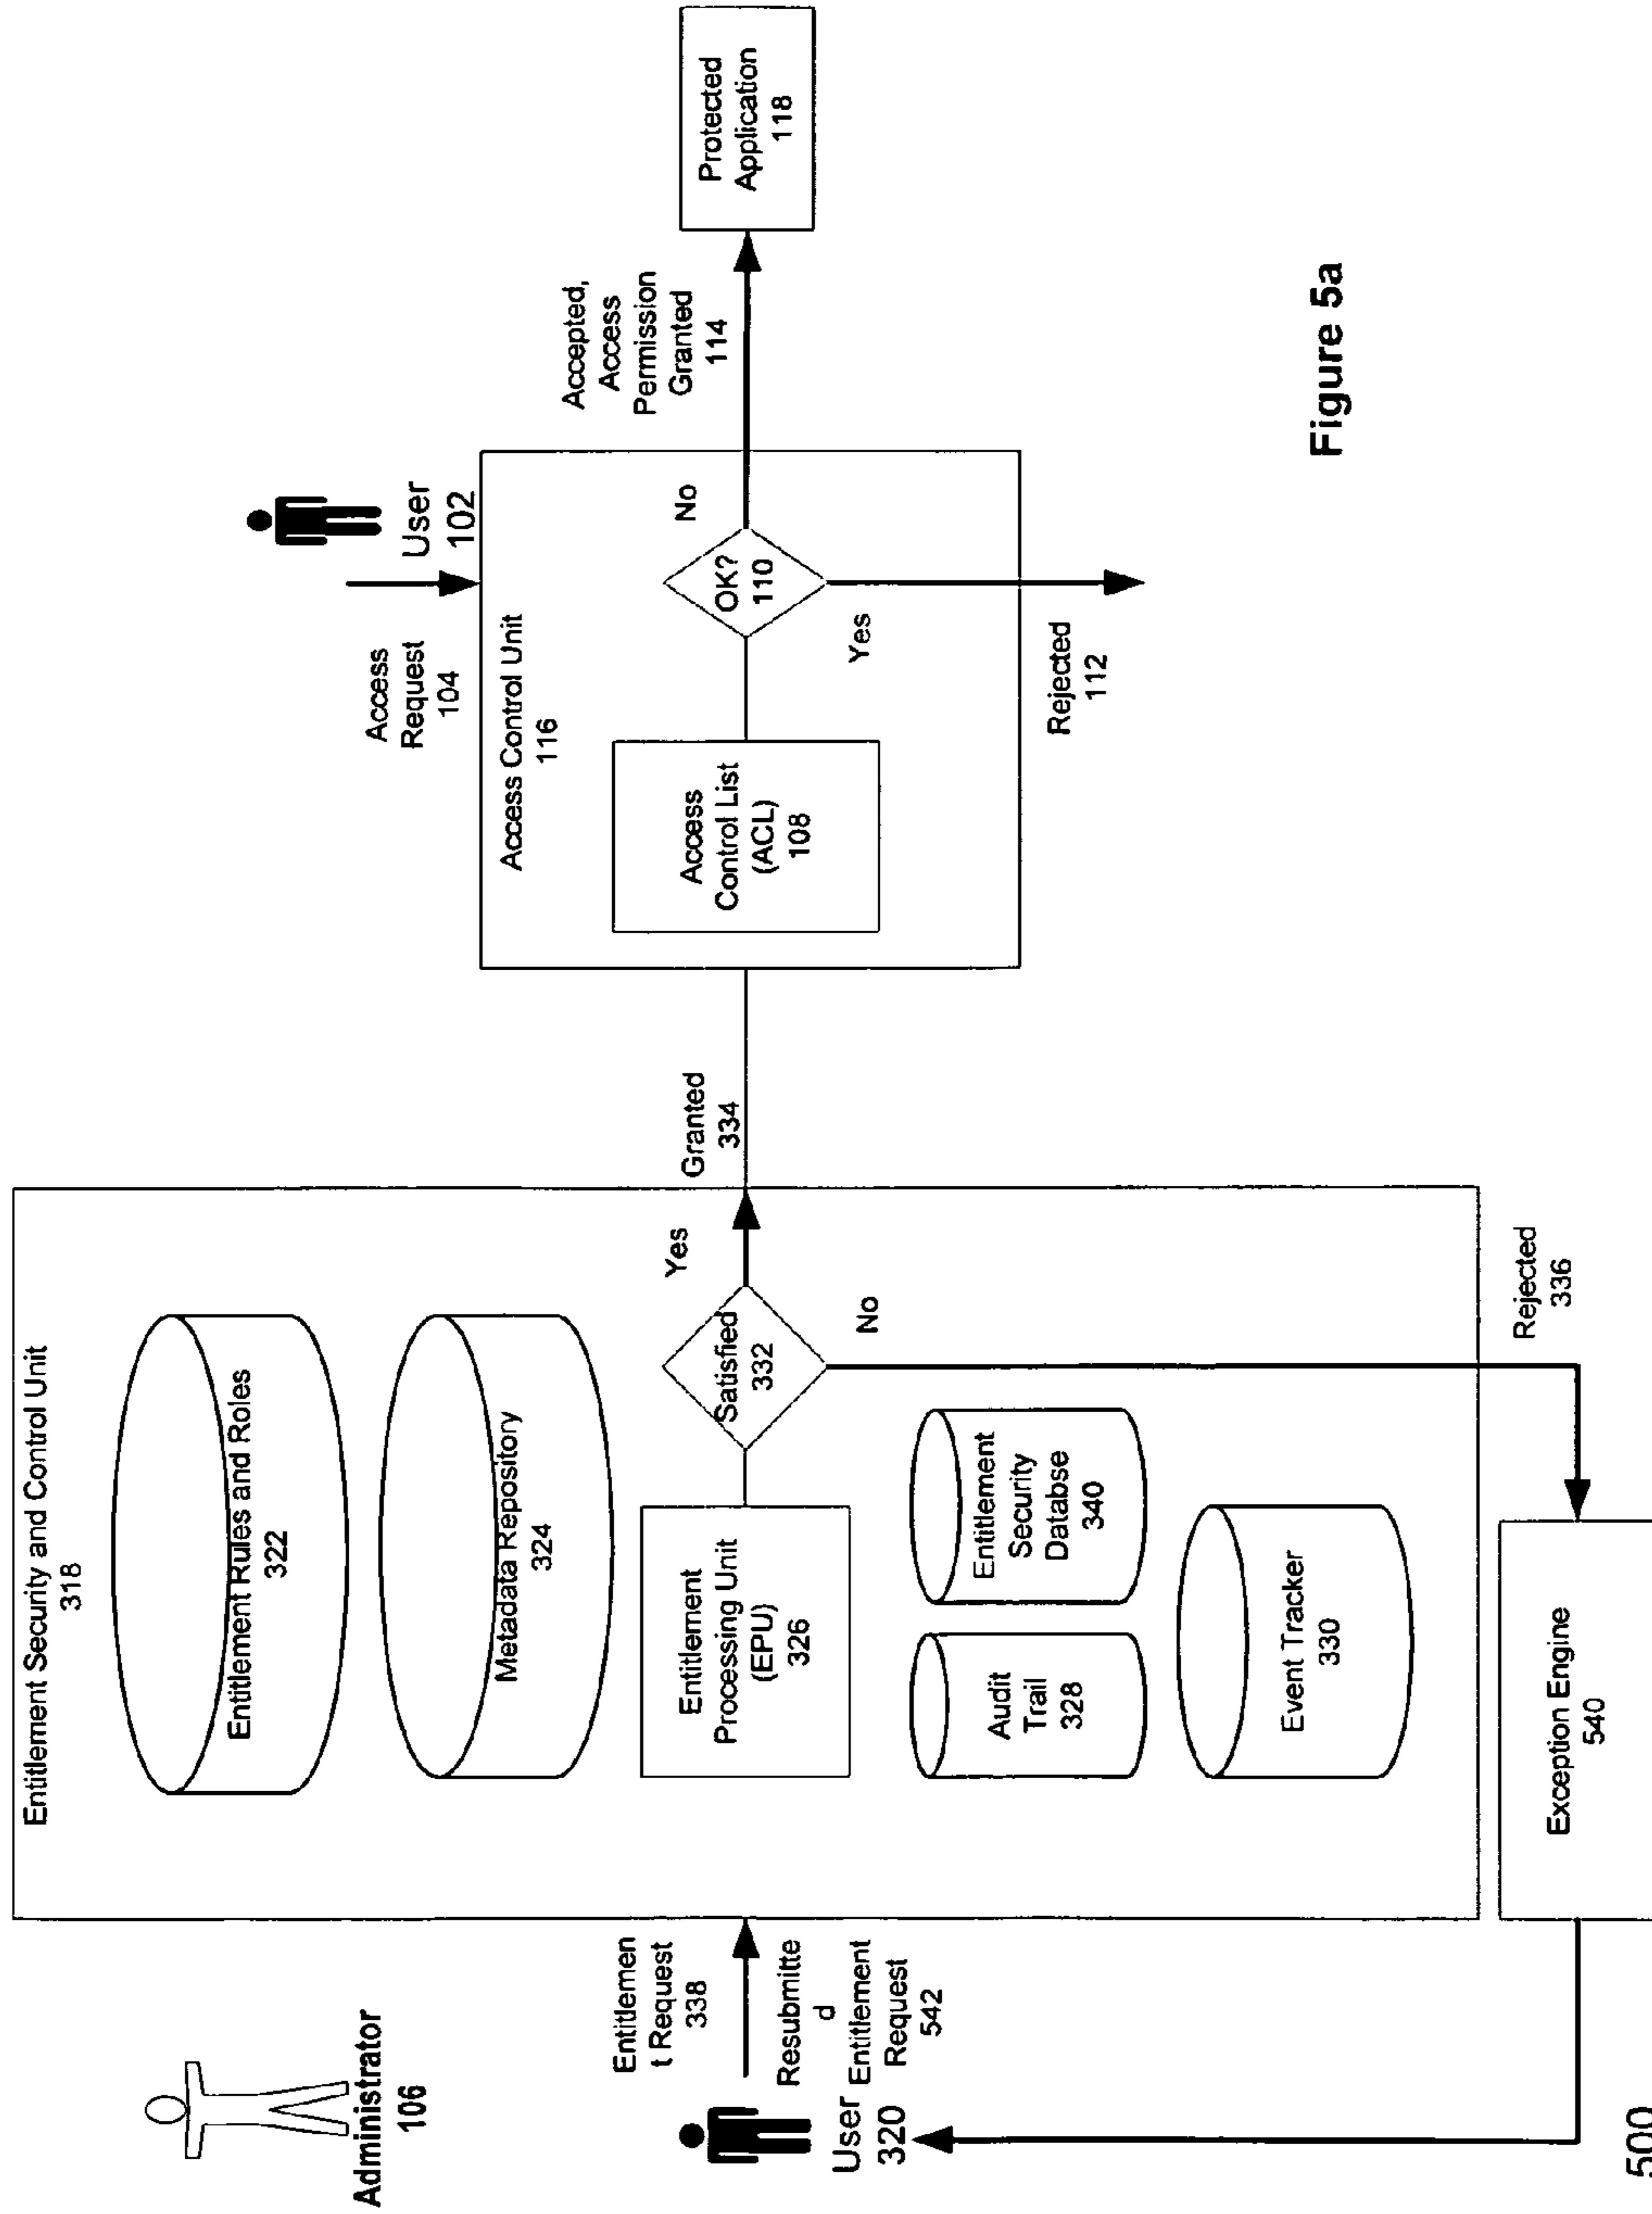 Administrator
106
Entitlement Security and Control Unit
318
Entitlement Rules and Roles
322
Metadata Repository
324
Entitlemen
t Request
338
Resubmitte
d
Entitlement
Request
542
User
320
Entitlement
Processing Unit
(EPU)
326
Satisfied
332
Yes
No
Audit
Trail
328
Entitlement
Security
Databse
340
Event Tracker
330
Rejected
336
Exception Engine
540
Granted
334
Access
Request
104
User
102
Access Control Unit
116
Access
Control List
(ACL)
108
OK?
110
No
Yes
Rejected
112
Accepted,
Access
Permission
Granted
114
Protected
Application
118
500
Figure 5a